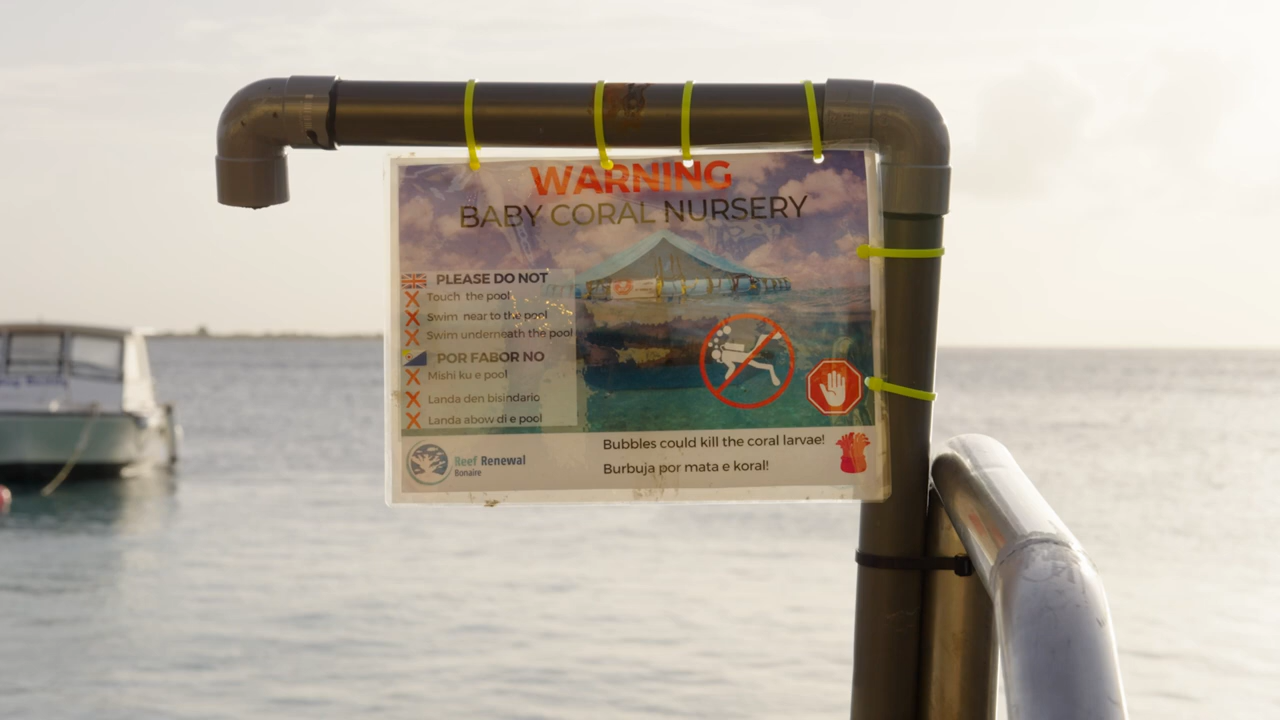 WARNING
BABY CORAL NURSERY
PLEASE DO NOT
Touch the pool
Swim near to the pool
Swim underneath the pool
POR FABOR NO
Mishi ku e pool
Landa den bisindario
Landa abow di e pool
Reef Renewal
Bonaire
Bubbles could kill the coral larvae!
Burbuja por mata e koral!